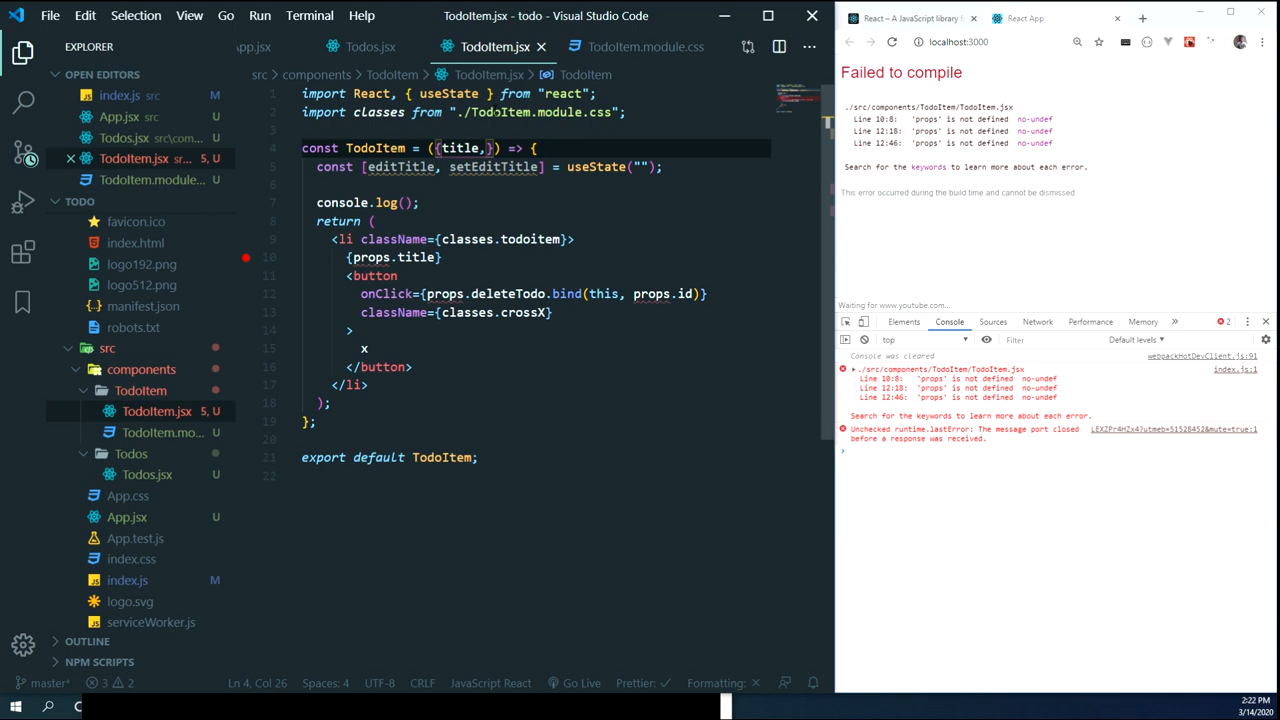 File Edit Selection View Go Run Terminal Help TodoItem.jsx - todo - Visual Studio Code
EXPLORER
OPEN EDITORS
index.js src M
App.jsx src U
Todos.jsx src\com... U
TodoItem.jsx sr... 5, U
TodoItem.module... U
TODO
favicon.ico
index.html
logo192.png
logo512.png
manifest.json
robots.txt
src
components
TodoItem
TodoItem.jsx 5, U
TodoItem.mo... U
Todos
Todos.jsx U
App.css
App.jsx U
App.test.js
index.css
index.js M
logo.svg
serviceWorker.js
OUTLINE
NPM SCRIPTS
App.jsx Todos.jsx TodoItem.jsx TodoItem.module.css
src > components > TodoItem > TodoItem.jsx > TodoItem
1 import React, { useState } from "react";
2 import classes from "./TodoItem.module.css";
3
4 const TodoItem = ({title,}) => {
5 const [editTitle, setEditTitle] = useState("");
6
7 console.log();
8 return (
9 <li className={classes.todoitem}>
10 {props.title}
11 <button
12 onClick={props.deleteTodo.bind(this, props.id)}
13 className={classes.crossX}
14 >
15 x
16 </button>
17 </li>
18 );
19 };
20
21 export default TodoItem;
22
master* 3 2 Ln 4, Col 26 Spaces: 4 UTF-8 CRLF JavaScript React Go Live Prettier: ✓ Formatting: ×
React – A JavaScript library f React App
localhost:3000
Failed to compile
./src/components/TodoItem/TodoItem.jsx
Line 10:8: 'props' is not defined no-undef
Line 12:18: 'props' is not defined no-undef
Line 12:46: 'props' is not defined no-undef
Search for the keywords to learn more about each error.
This error occurred during the build time and cannot be dismissed
Waiting for www.youtube.com...
Elements Console Sources Network Performance Memory » 2
top Filter Default levels
Console was cleared webpackHotDevClient.js:91
./src/components/TodoItem/TodoItem.jsx index.js:1
Line 10:8: 'props' is not defined no-undef
Line 12:18: 'props' is not defined no-undef
Line 12:46: 'props' is not defined no-undef
Search for the keywords to learn more about each error.
Unchecked runtime.lastError: The message port closed LEXZPr4HZx4?utmeb=51528452&mute=true:1
before a response was received.
2:22 PM
3/14/2020